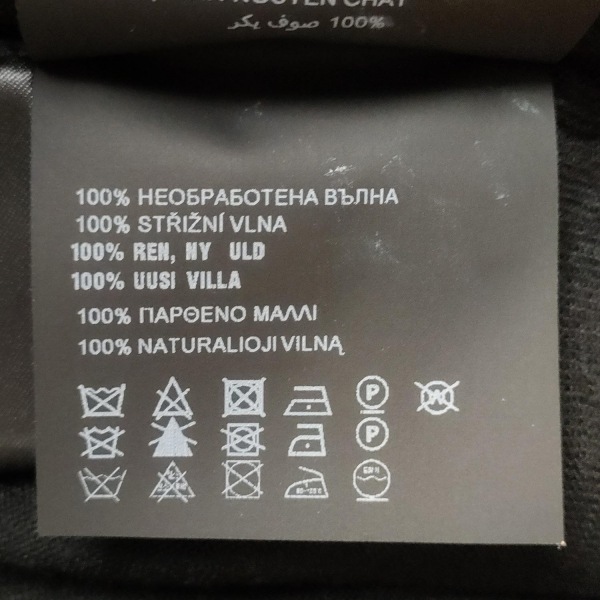 100% صوف بكر
100% НЕОБРАБОТЕНА ВЪЛНА
100% STŘIŽNÍ VLNA
100% REN, NY ULD
100% UUSI VILLA
100% ΠΑΡΘΕΝΟ ΜΑΛΛΙ
100% NATURALIOJI VILNĄ
P
W
P